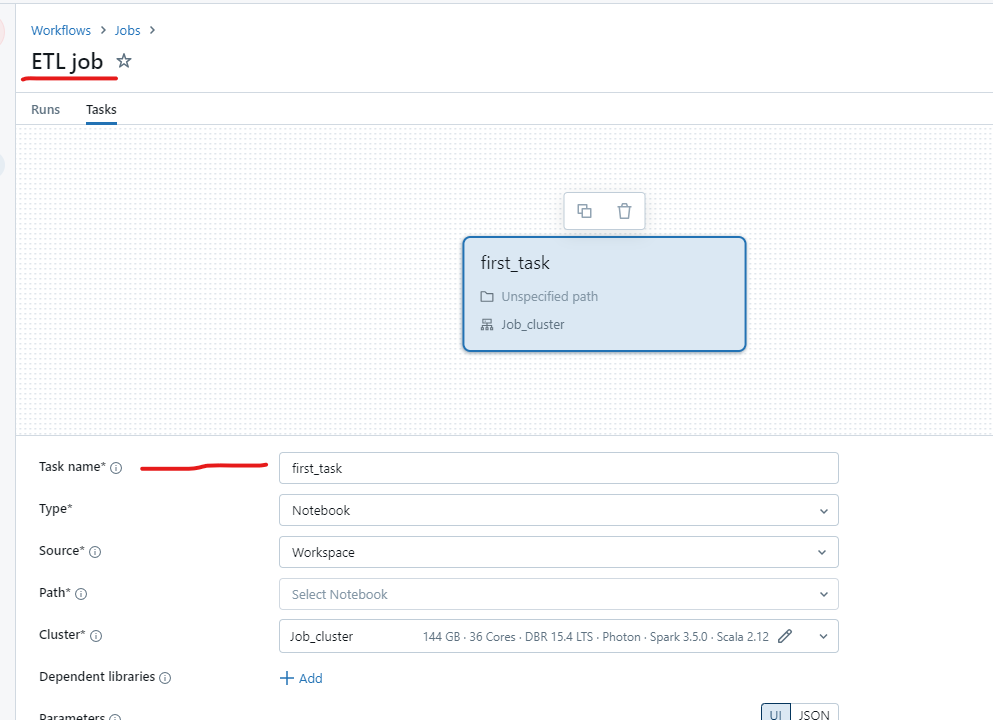 Workflows > Jobs >
ETL job
Runs Tasks
first_task
Unspecified path
Job_cluster
Task name* first_task
Type* Notebook
Source* Workspace
Path* Select Notebook
Cluster* Job_cluster 144 GB · 36 Cores · DBR 15.4 LTS · Photon · Spark 3.5.0 · Scala 2.12
Dependent libraries + Add
Parameters UI JSON